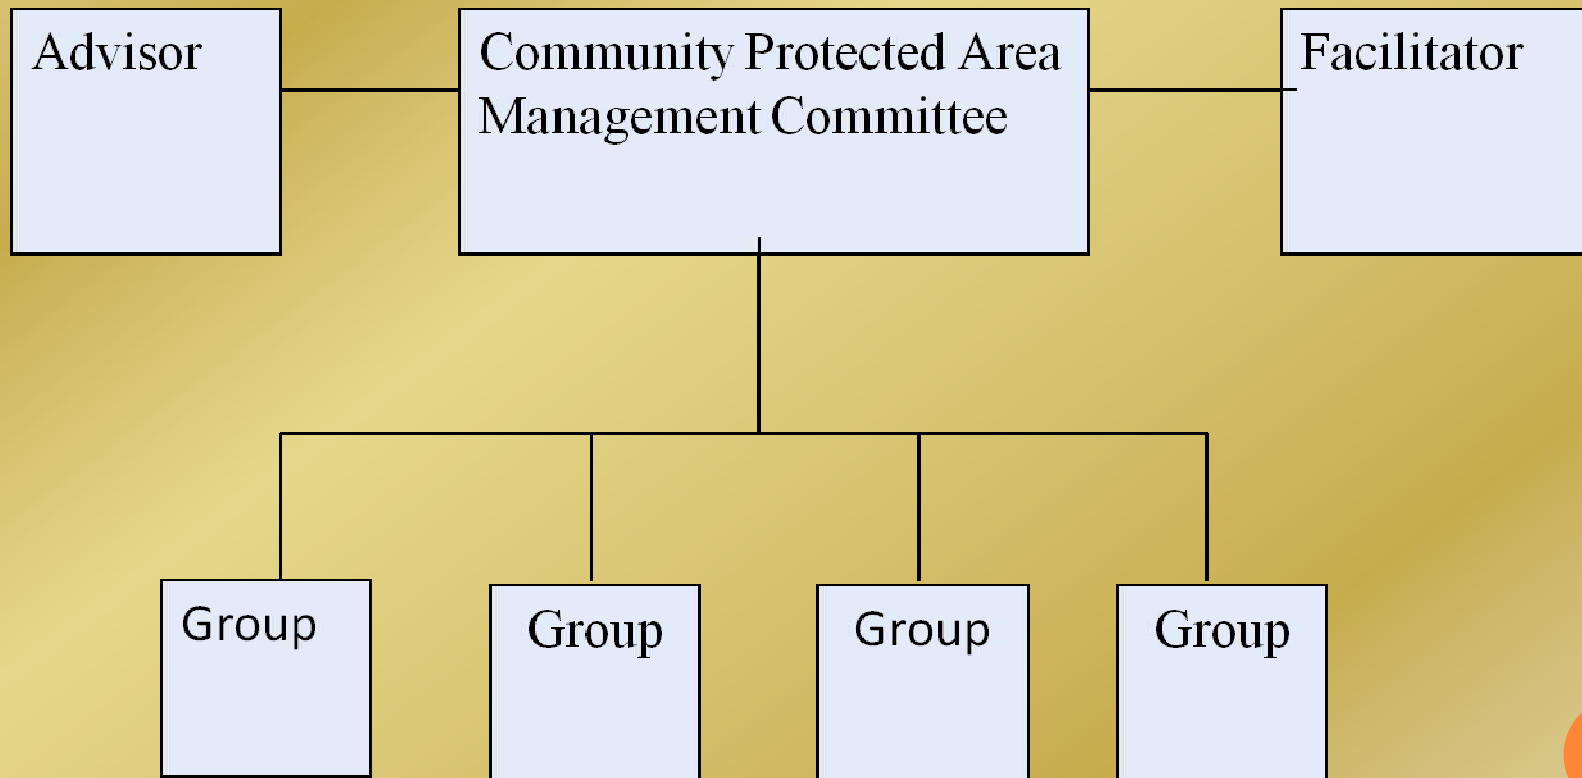 Advisor
Community Protected Area
Management Committee
Facilitator
Group
Group
Group
Group